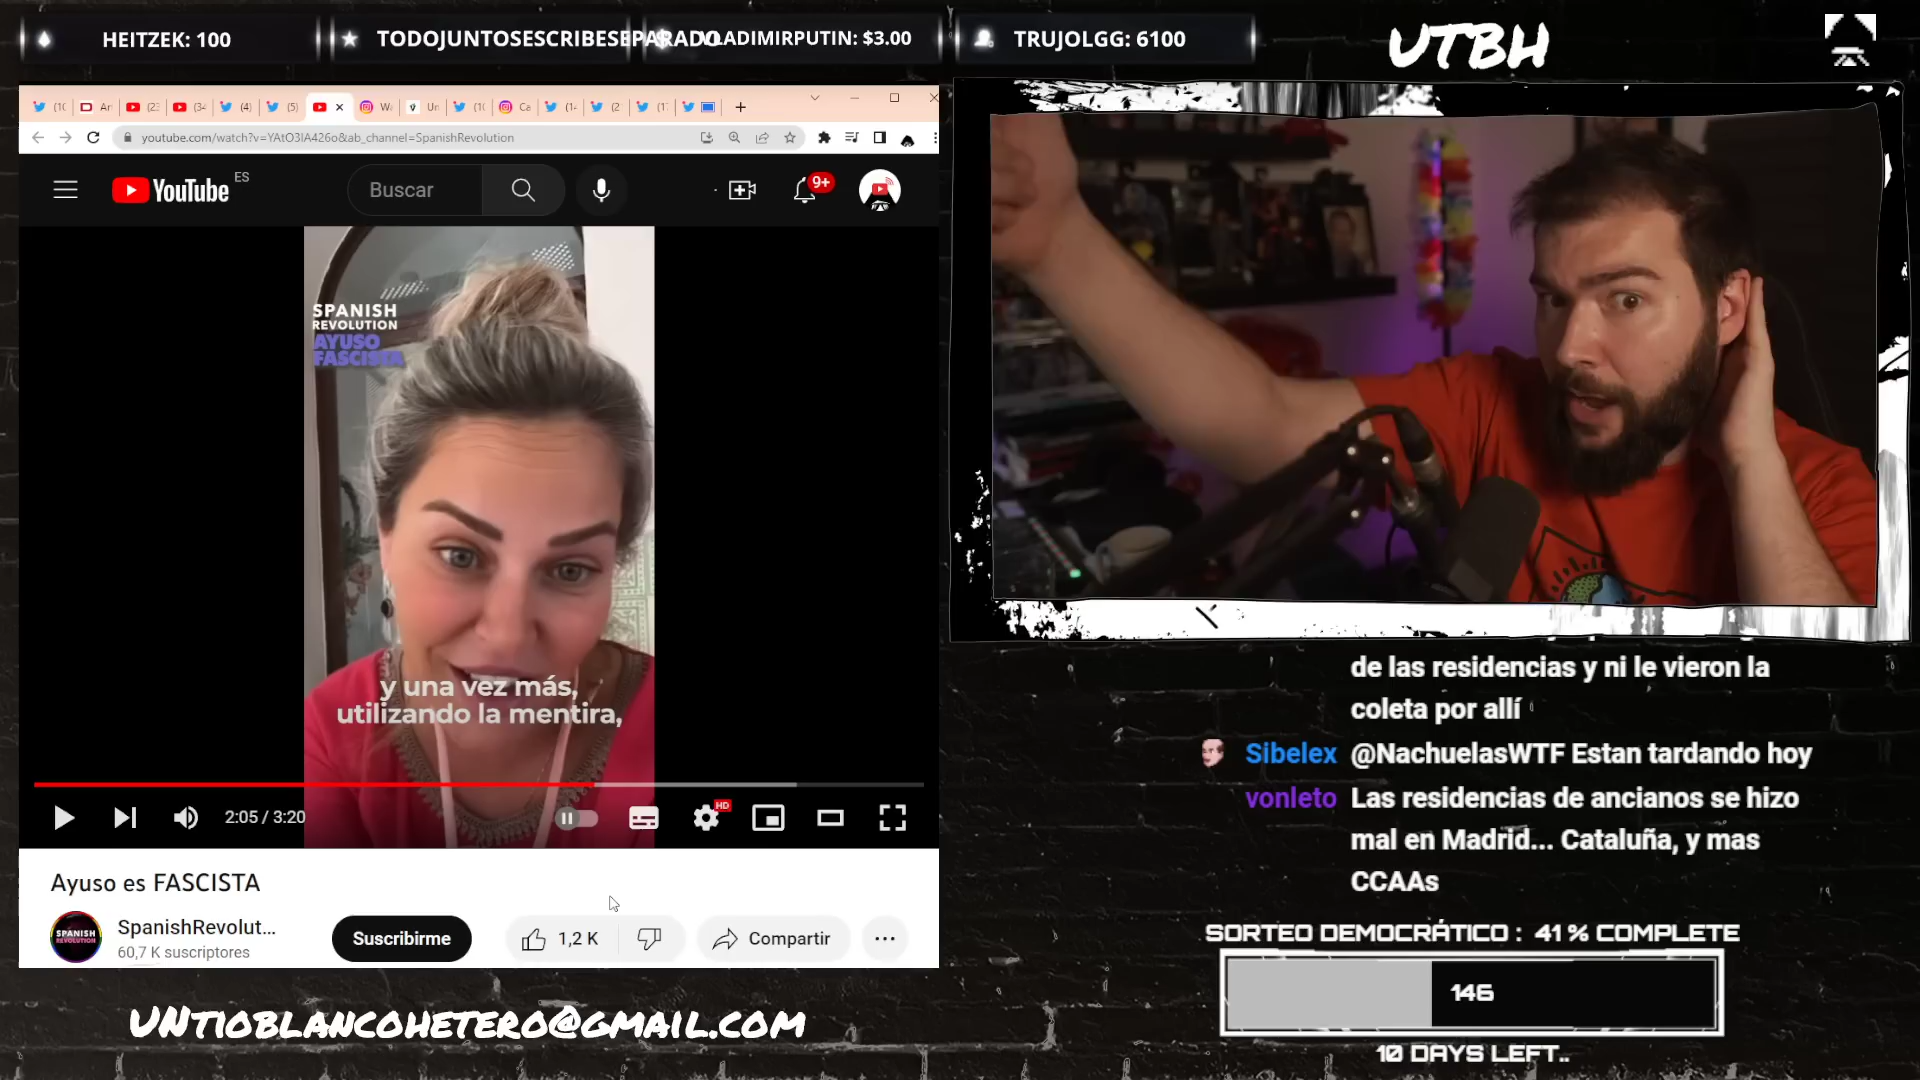 HEITZEK: 100
TODOJUNTOSESCRIBESEPARADO
VLADIMIRPUTIN: $3.00
TRUJOLGG: 6100
UTBH
youtube.com/watch?v=YAtO3IA426o&ab_channel=SpanishRevolution
YouTube ES
Buscar
9+
SPANISH
REVOLUTION
AYUSO
FASCISTA
y una vez más,
utilizando la mentira,
2:05 / 3:20
HD
Ayuso es FASCISTA
SPANISH
REVOLUTION
SpanishRevolut...
60,7 K suscriptores
Suscribirme
1,2 K
Compartir
UNTIOBLANCOHETERO@GMAIL.COM
de las residencias y ni le vieron la
coleta por allí
Sibelex @NachuelasWTF Estan tardando hoy
vonleto Las residencias de ancianos se hizo
mal en Madrid... Cataluña, y mas
CCAAs
SORTEO DEMOCRÁTICO : 41 % COMPLETE
146
10 DAYS LEFT..